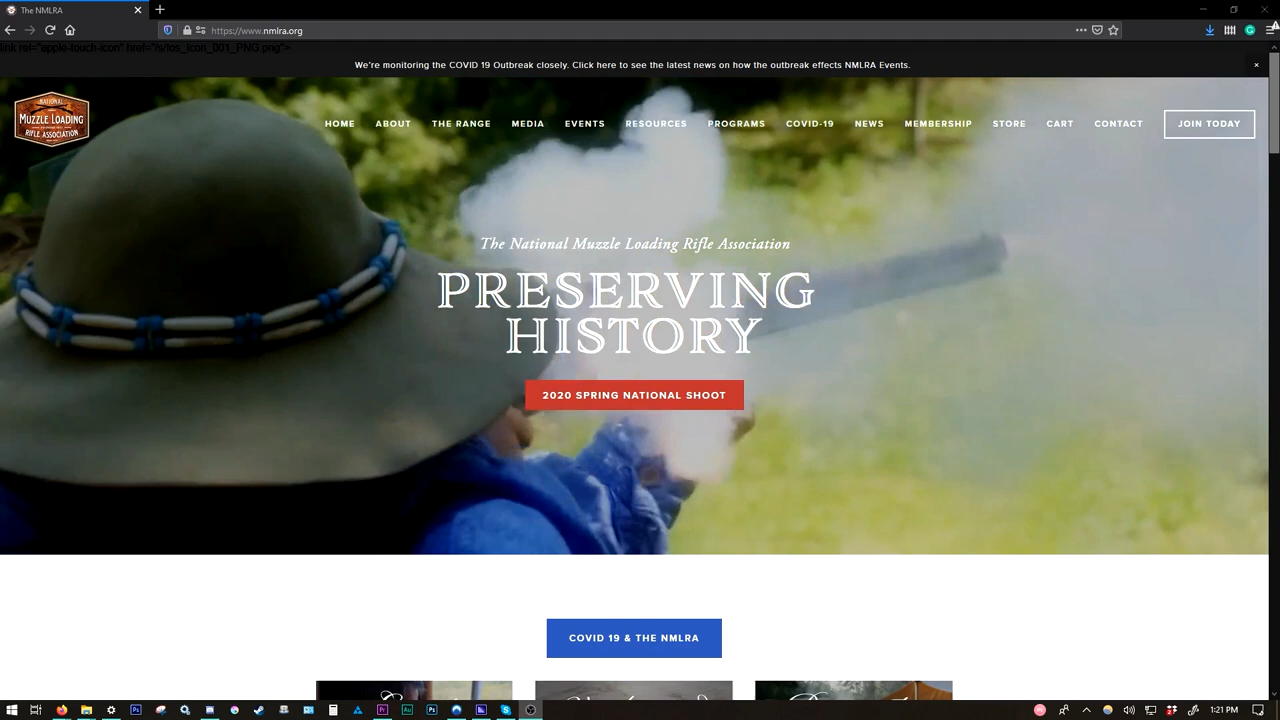 The NMLRA
https://www.nmlra.org
link rel="apple-touch-icon" href="/s/Ios_Icon_001_PNG.png">
We're monitoring the COVID 19 Outbreak closely. Click here to see the latest news on how the outbreak effects NMLRA Events.
NATIONAL
MUZZLE LOADING
RIFLE ASSOCIATION
HOME ABOUT THE RANGE MEDIA EVENTS RESOURCES PROGRAMS COVID-19 NEWS MEMBERSHIP STORE CART CONTACT JOIN TODAY
The National Muzzle Loading Rifle Association
PRESERVING
HISTORY
2020 SPRING NATIONAL SHOOT
COVID 19 & THE NMLRA
1:21 PM